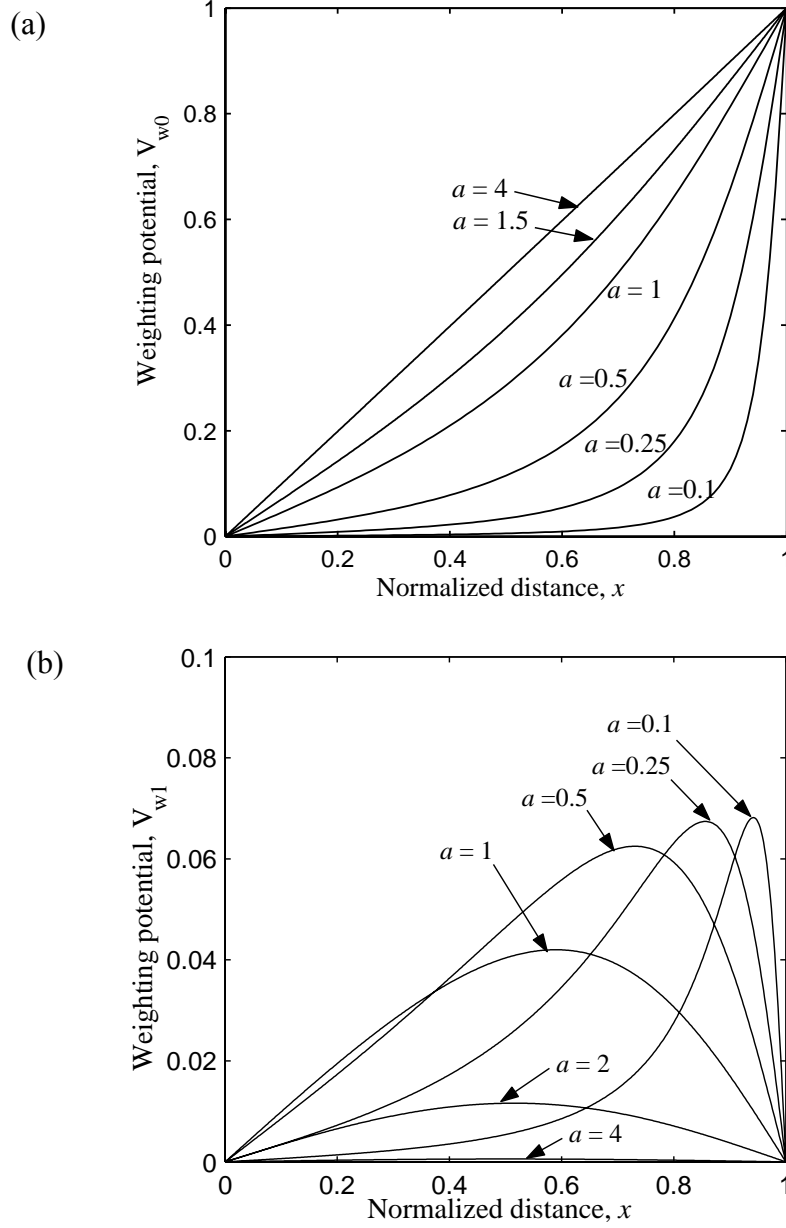 (a)
1
0.8
0.6
0.4
0.2
0
Weighting potential, V_w0
a = 4
a = 1.5
a = 1
a =0.5
a =0.25
a =0.1
0 0.2 0.4 0.6 0.8 1
Normalized distance, x
(b)
0.1
0.08
0.06
0.04
0.02
0
Weighting potential, V_w1
a =0.1
a =0.25
a =0.5
a = 1
a = 2
a = 4
0 0.2 0.4 0.6 0.8 1
Normalized distance, x